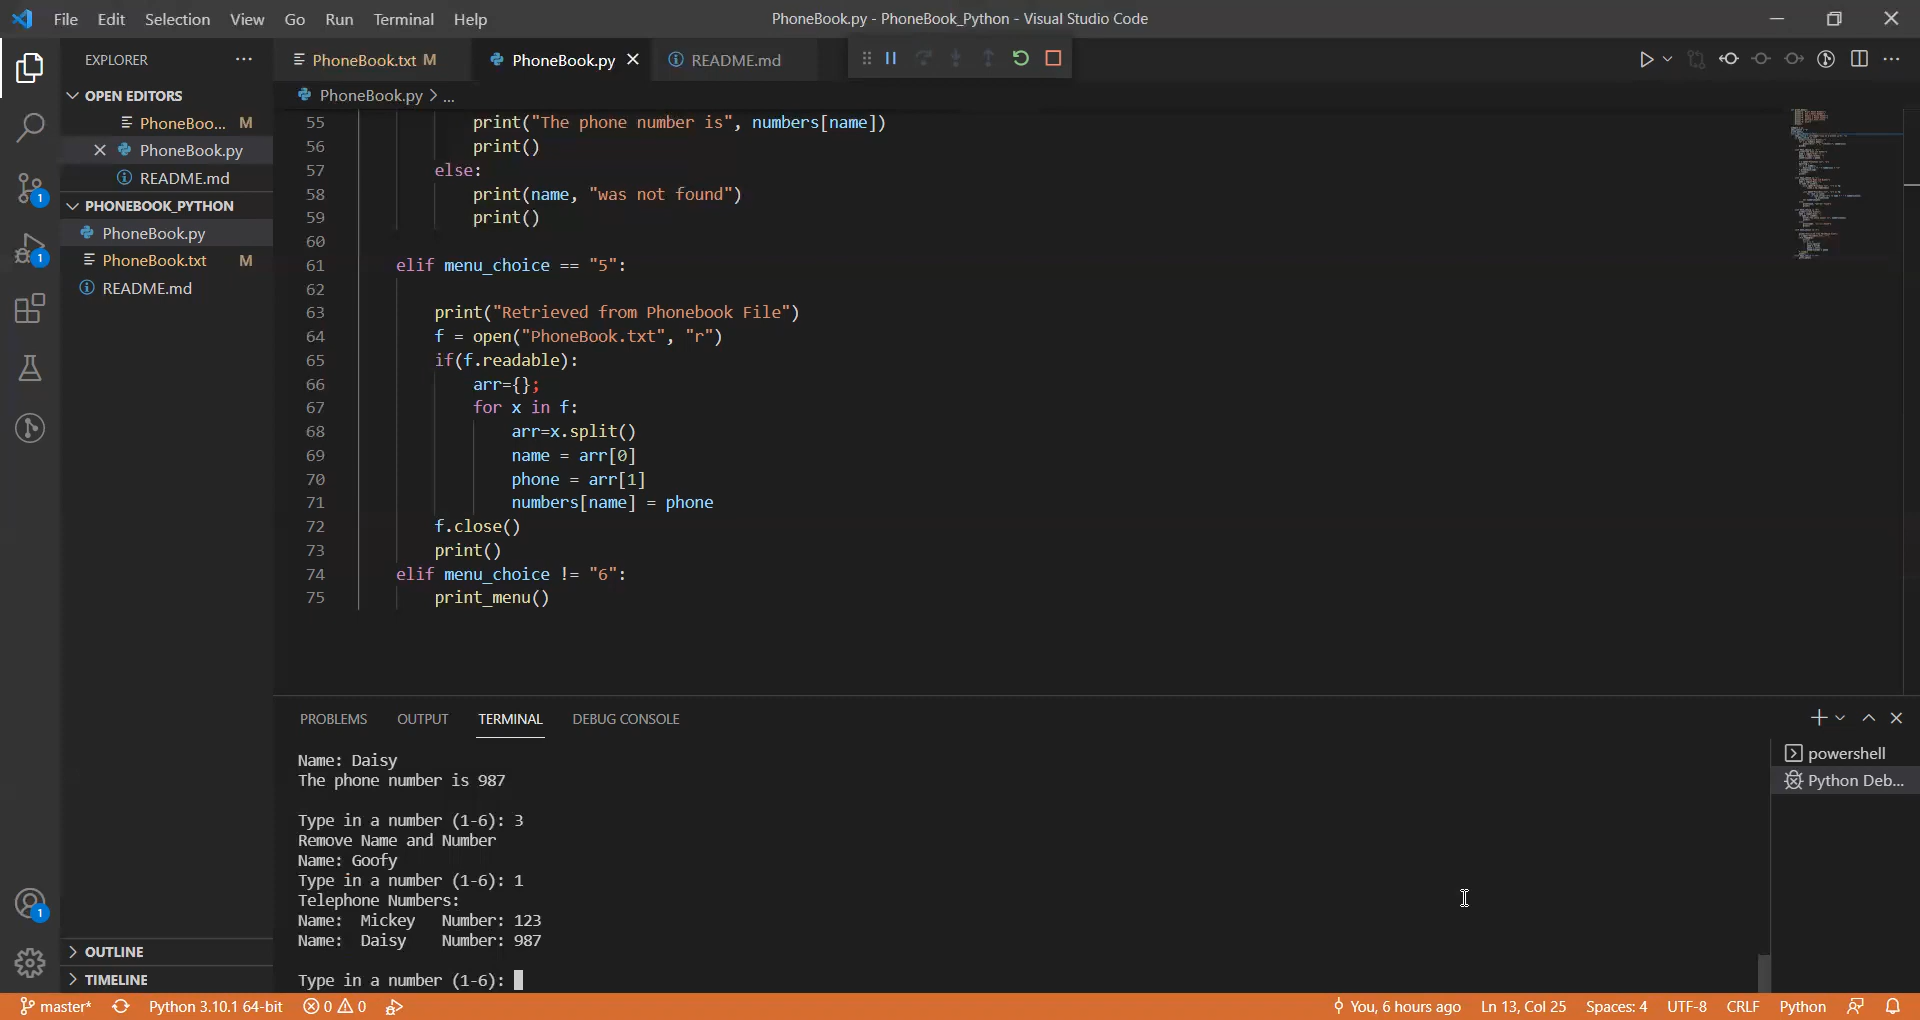 File Edit Selection View Go Run Terminal Help
PhoneBook.py - PhoneBook_Python - Visual Studio Code
EXPLORER
PhoneBook.txt M
PhoneBook.py
README.md
OPEN EDITORS
PhoneBoo... M
PhoneBook.py
README.md
PHONEBOOK_PYTHON
PhoneBook.py
PhoneBook.txt M
README.md
OUTLINE
TIMELINE
1
1
1
PhoneBook.py > ...
55 print("The phone number is", numbers[name])
56 print()
57 else:
58 print(name, "was not found")
59 print()
60
61 elif menu_choice == "5":
62
63 print("Retrieved from Phonebook File")
64 f = open("PhoneBook.txt", "r")
65 if(f.readable):
66 arr={};
67 for x in f:
68 arr=x.split()
69 name = arr[0]
70 phone = arr[1]
71 numbers[name] = phone
72 f.close()
73 print()
74 elif menu_choice != "6":
75 print_menu()
PROBLEMS OUTPUT TERMINAL DEBUG CONSOLE
powershell
Python Deb...
Name: Daisy
The phone number is 987
Type in a number (1-6): 3
Remove Name and Number
Name: Goofy
Type in a number (1-6): 1
Telephone Numbers:
Name: Mickey Number: 123
Name: Daisy Number: 987
Type in a number (1-6):
master* Python 3.10.1 64-bit 0 0 You, 6 hours ago Ln 13, Col 25 Spaces: 4 UTF-8 CRLF Python